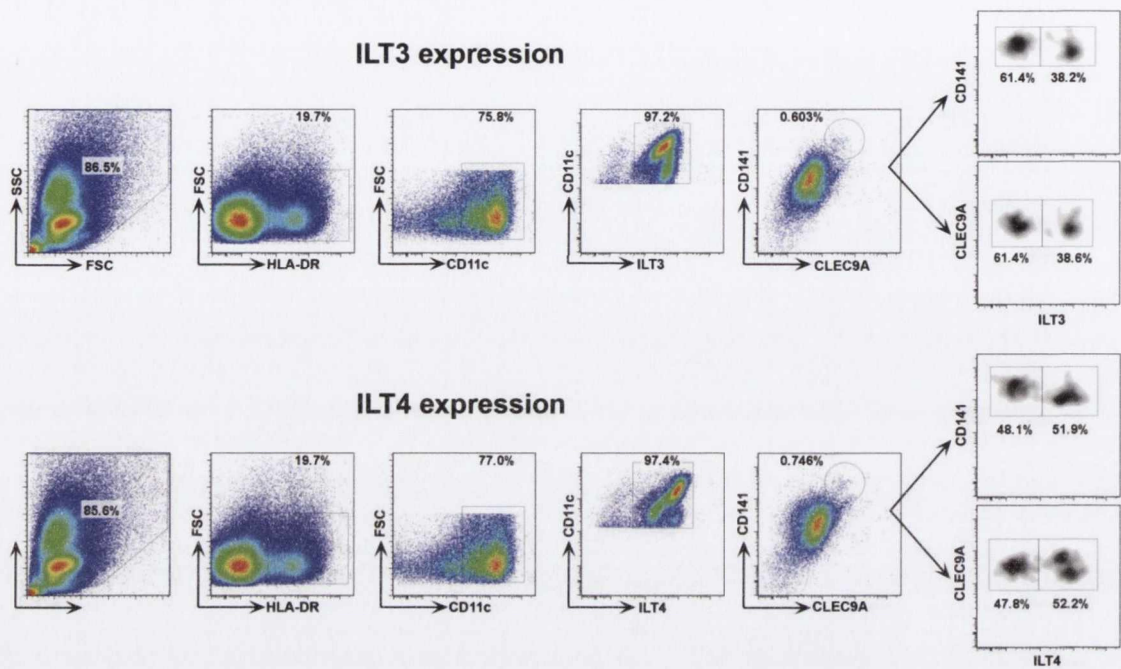 ILT3 expression
SSC
86.5%
FSC
FSC
19.7%
HLA-DR
FSC
75.8%
CD11c
CD11c
97.2%
ILT3
CD141
0.603%
CLEC9A
CD141
61.4% 38.2%
CLEC9A
61.4% 38.6%
ILT3
ILT4 expression
85.6%
FSC
19.7%
HLA-DR
FSC
77.0%
CD11c
CD11c
97.4%
ILT4
CD141
0.746%
CLEC9A
CD141
48.1% 51.9%
CLEC9A
47.8% 52.2%
ILT4